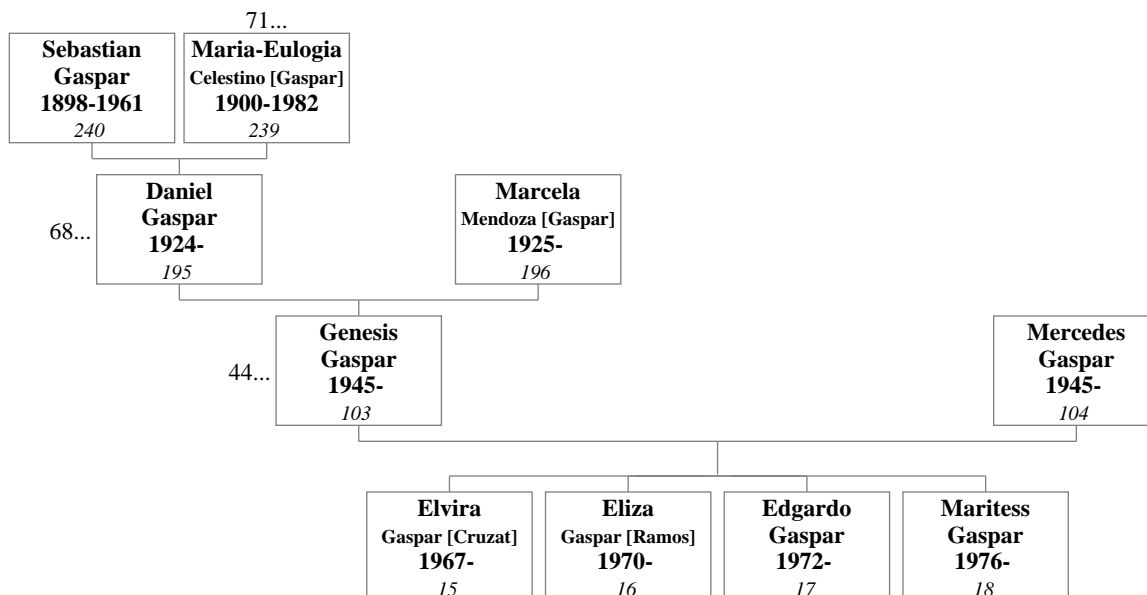 71...
Sebastian
Gaspar
1898-1961
240
Maria-Eulogia
Celestino [Gaspar]
1900-1982
239
68...
Daniel
Gaspar
1924-
195
Marcela
Mendoza [Gaspar]
1925-
196
44...
Genesis
Gaspar
1945-
103
Mercedes
Gaspar
1945-
104
Elvira
Gaspar [Cruzat]
1967-
15
Eliza
Gaspar [Ramos]
1970-
16
Edgardo
Gaspar
1972-
17
Maritess
Gaspar
1976-
18